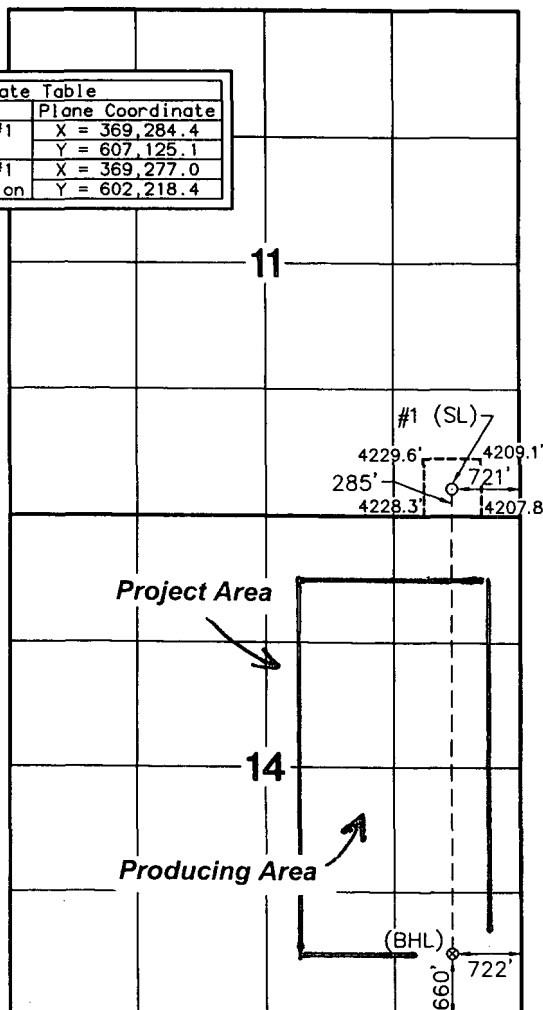 ate Table
Plane Coordinate
#1 X = 369,284.4
Y = 607,125.1
#1 X = 369,277.0
on Y = 602,218.4
11
#1 (SL)
4229.6' 4209.1'
285' 721'
4228.3' 4207.8
Project Area
14
Producing Area
(BHL)
722'
660'